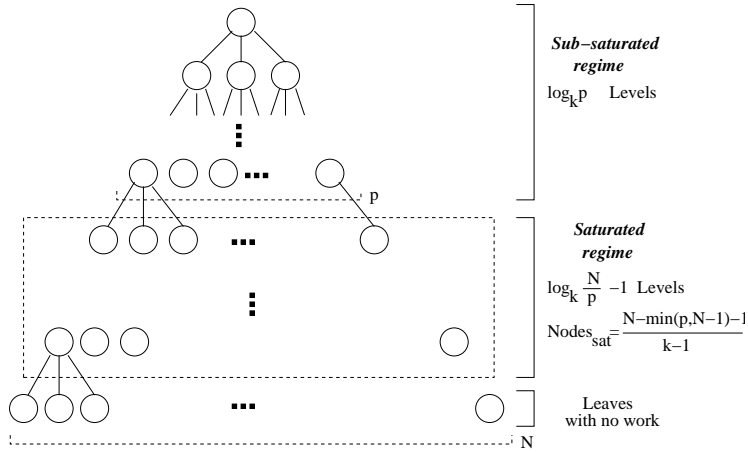 Sub-saturated
regime
log_k p Levels
p
Saturated
regime
log_k N/p -1 Levels
Nodes_sat = N-min(p,N-1)-1 / k-1
Leaves
with no work
N